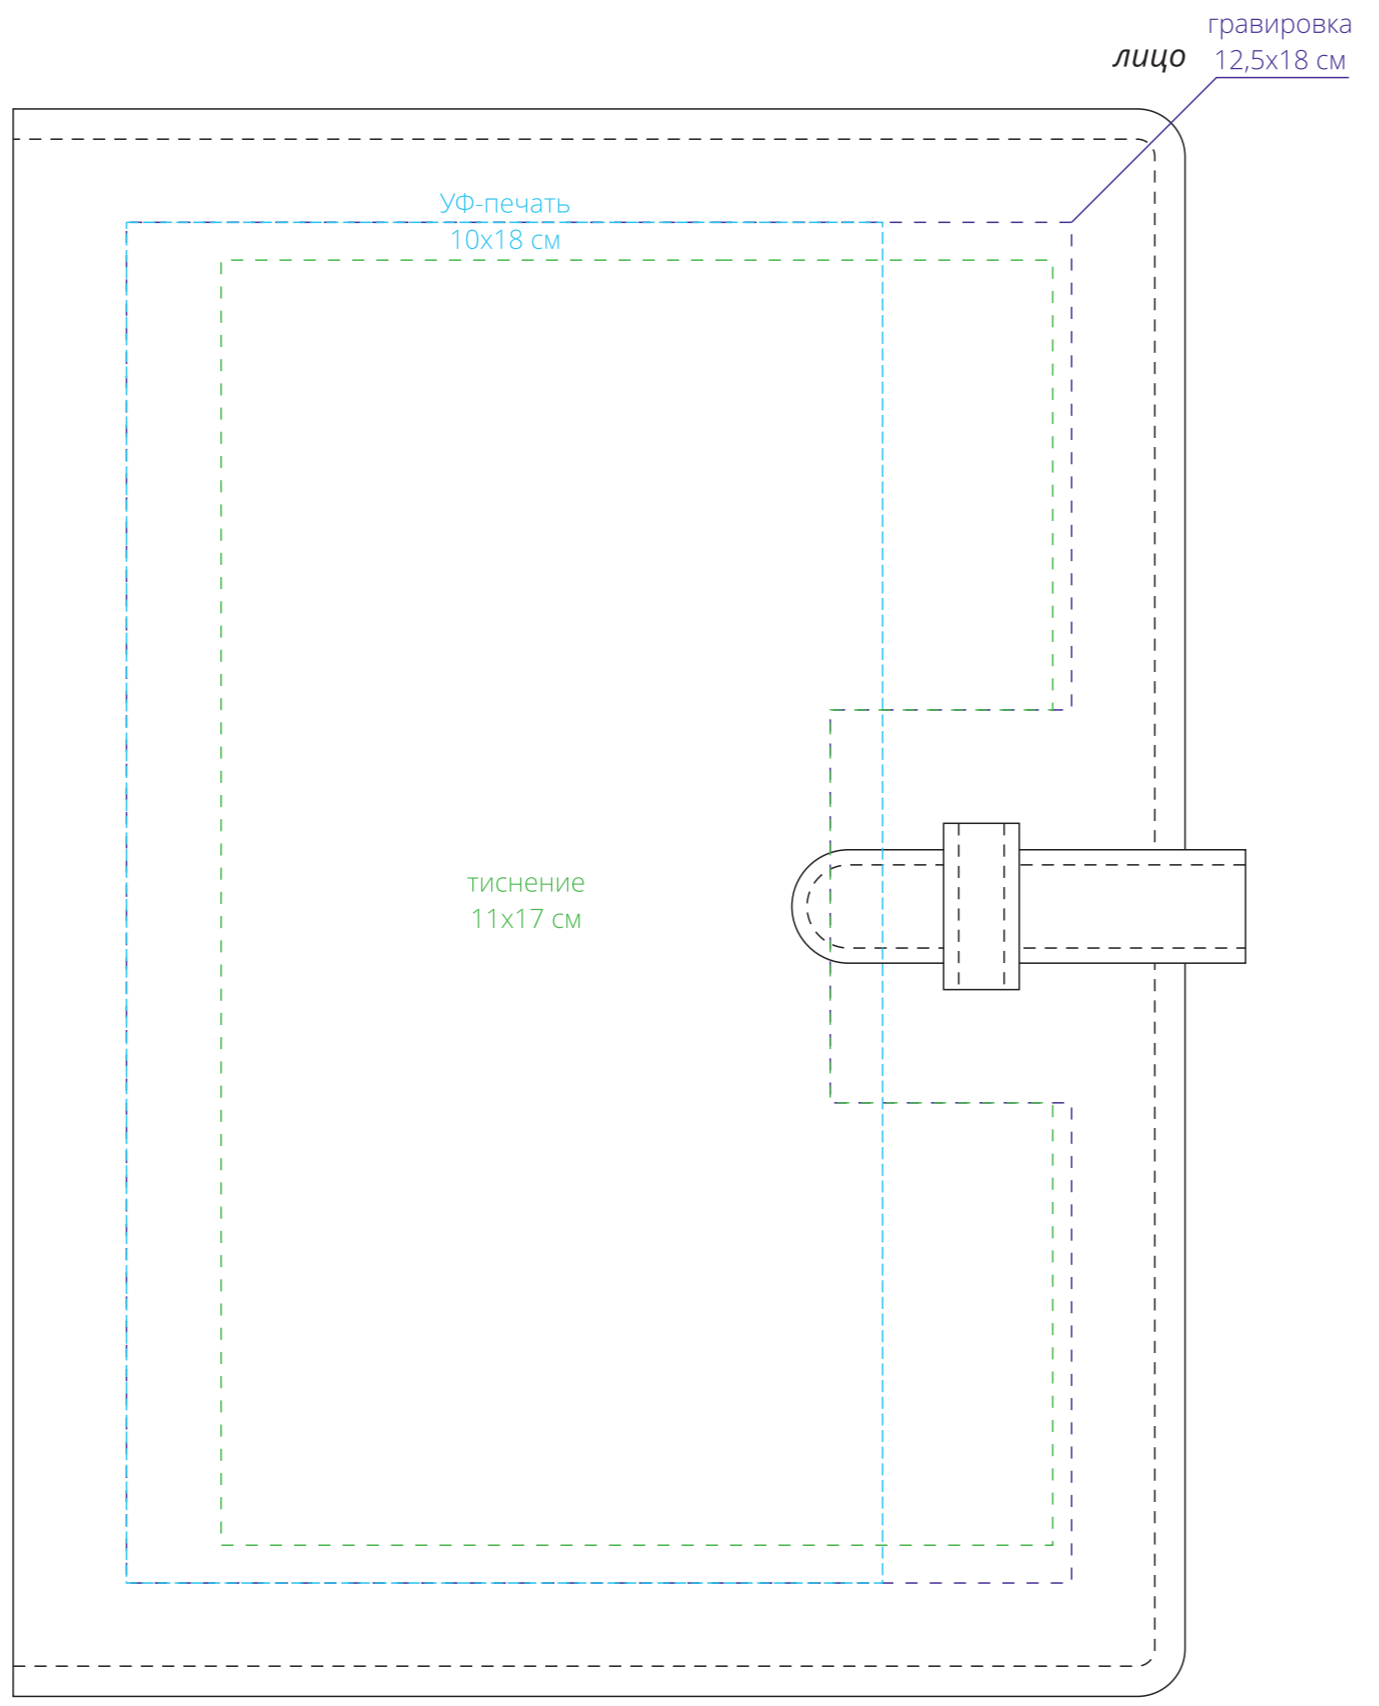 гравировка
лицо 12,5х18 см
УФ-печать
10х18 см
тиснение
11х17 см